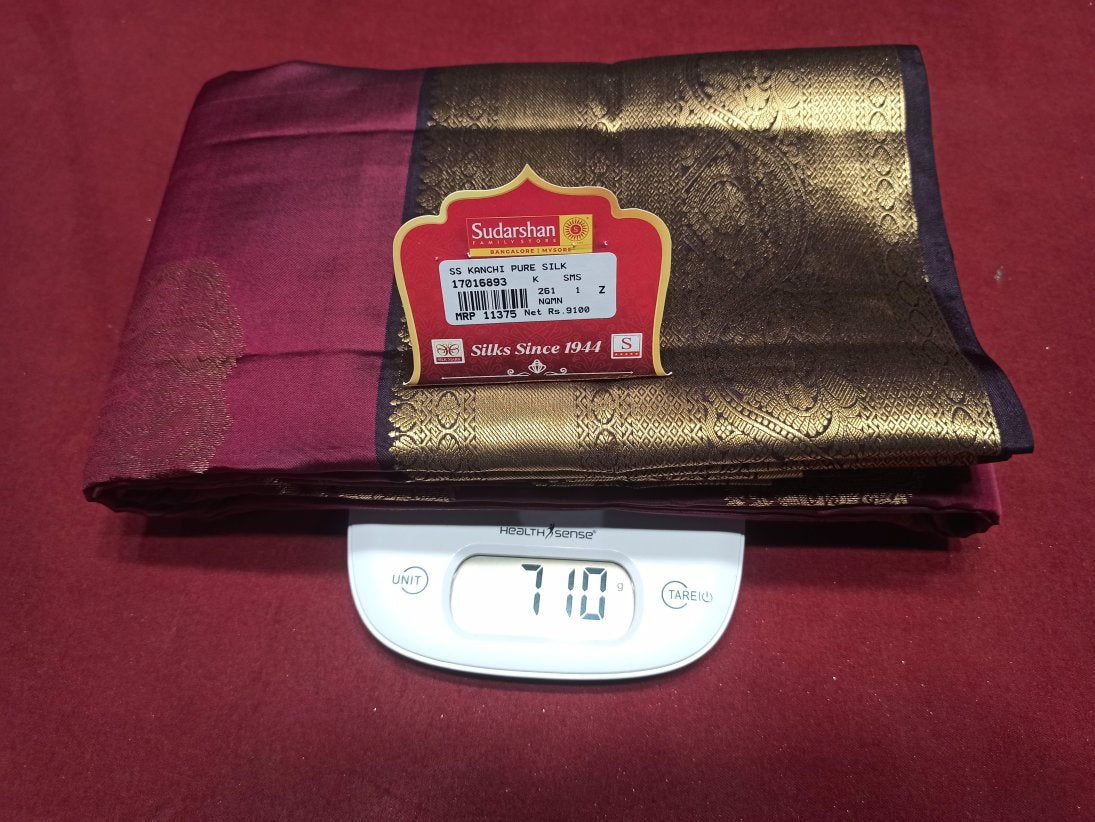 Sudarshan
FAMILY STORE
BANGALORE | MYSORE
SS KANCHI PURE SILK
17016893 K SMS
261 1 Z
NQMN
MRP 11375 Net Rs.9100
Silks Since 1944
S
HEALTH SENSE®
UNIT
710 g
TARE|⏻